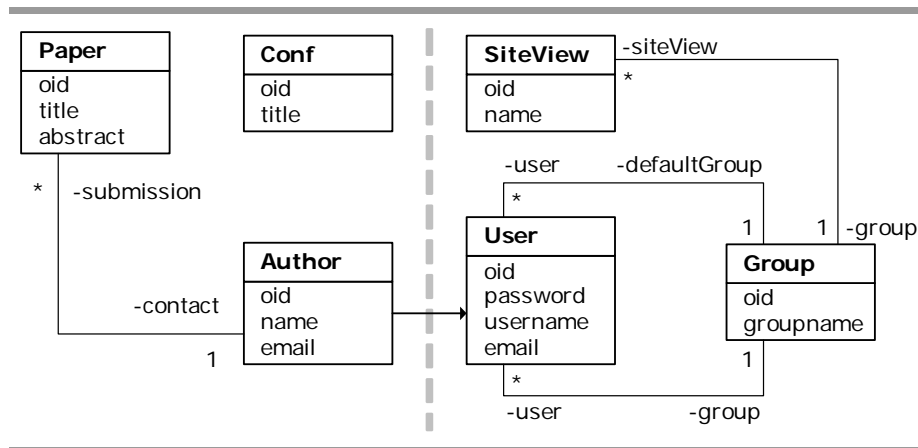 Paper
oid
title
abstract
Conf
oid
title
SiteView
oid
name
-siteView
*
* -submission
-user -defaultGroup
*
1 1 -group
User
oid
password
username
email
Group
oid
groupname
Author
oid
name
email
-contact
1
* 1
-user -group